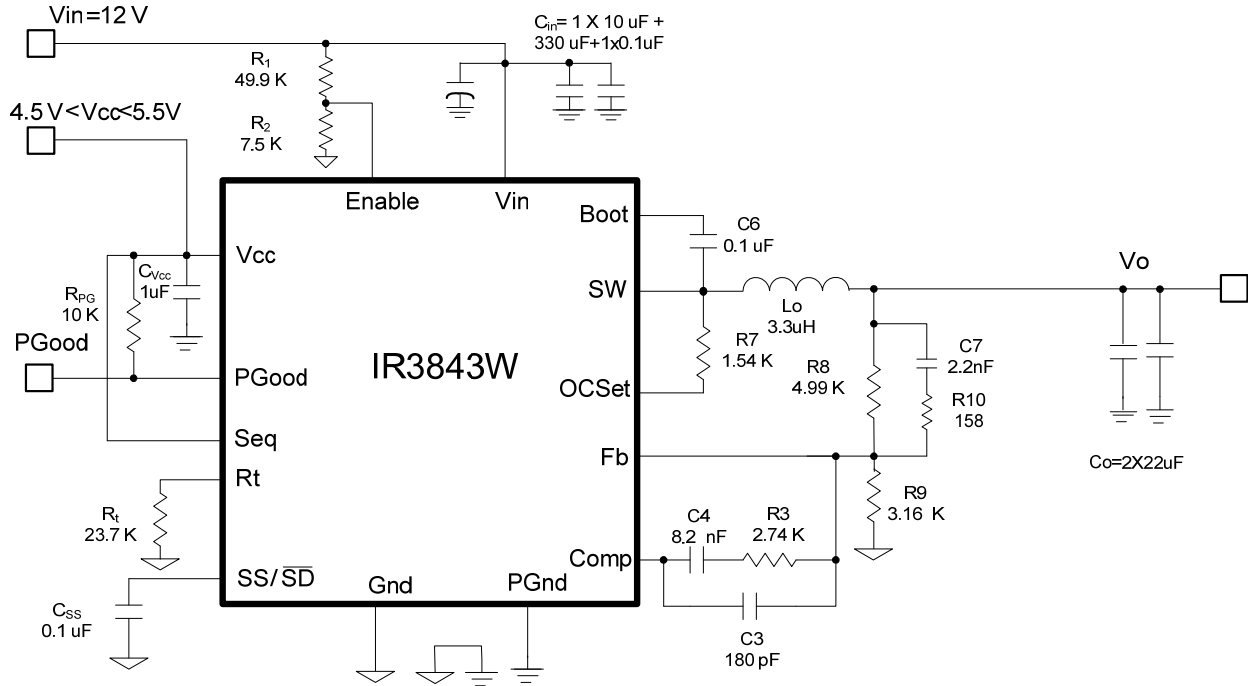 Vin=12 V
Cin= 1 X 10 uF +
330 uF+1x0.1uF
R1
49.9 K
4.5 V<Vcc<5.5V
R2
7.5 K
Enable
Vin
Boot
C6
0.1 uF
Vcc
CVcc
1uF
SW
Vo
RPG
10 K
Lo
3.3uH
PGood
IR3843W
R7
1.54 K
C7
2.2nF
PGood
R8
4.99 K
OCSet
R10
158
Seq
Fb
Co=2X22uF
Rt
R9
3.16 K
Rt
23.7 K
C4
8.2 nF
R3
2.74 K
Comp
SS/SD
Gnd
PGnd
CSS
0.1 uF
C3
180 pF